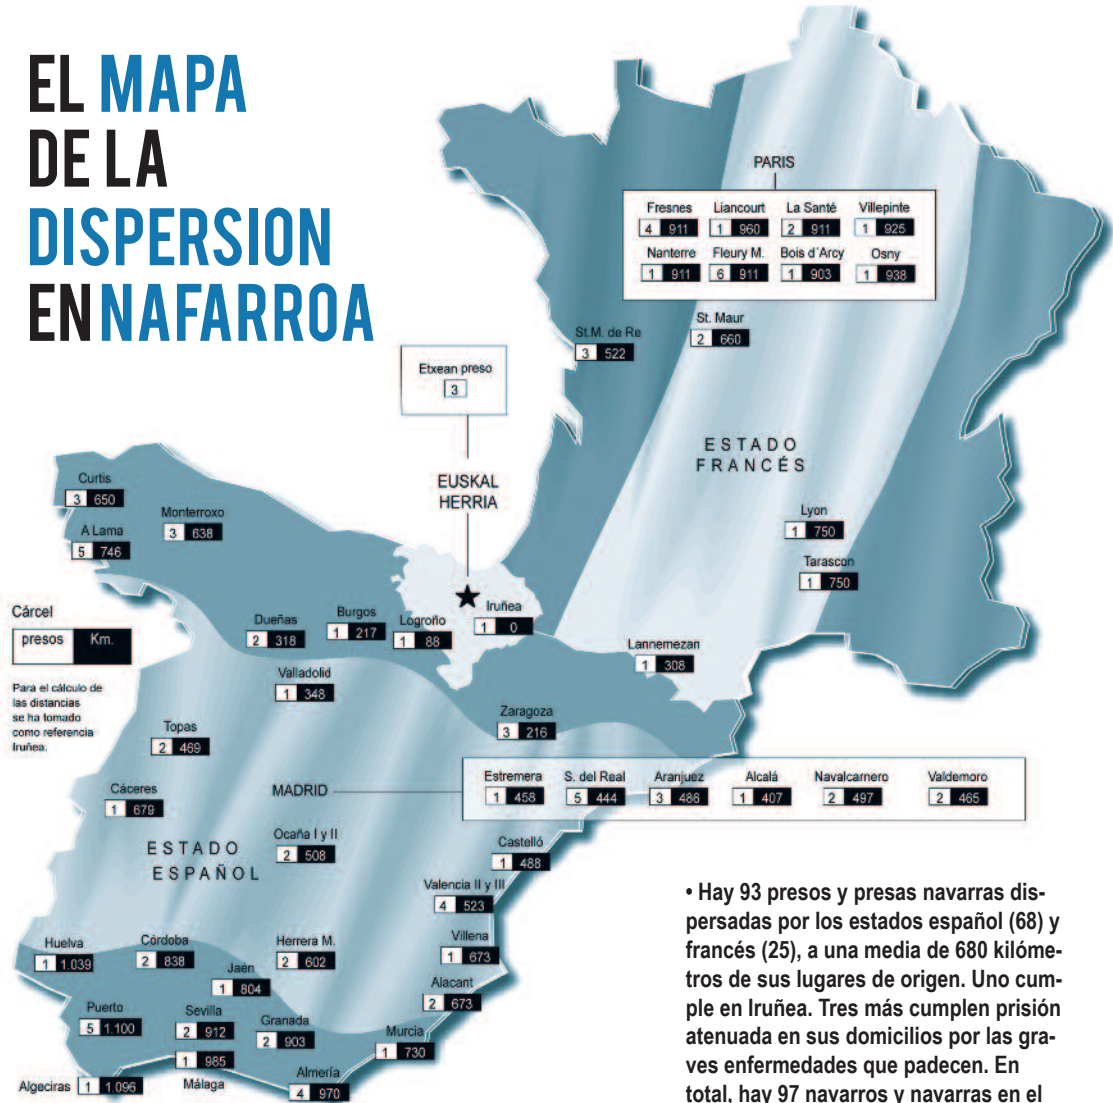 EL MAPA
DE LA
DISPERSION
EN NAFARROA
PARIS
Fresnes Liancourt La Santé Villepinte
4 911 1 960 2 911 1 925
Nanterre Fleury M. Bois d´Arcy Osny
1 911 6 911 1 903 1 938
St.M. de Re
3 522
St. Maur
2 660
Etxean preso
3
ESTADO
FRANCÉS
EUSKAL
HERRIA
Curtis
3 650
Monterroxo
3 638
A Lama
5 746
Lyon
1 750
Tarascon
1 750
Cárcel
presos Km.
Para el cálculo de
las distancias
se ha tomado
como referencia
Iruñea.
Dueñas
2 318
Burgos
1 217
Logroño
1 88
Iruñea
1 0
Lannemezan
1 308
Valladolid
1 348
Zaragoza
3 216
Topas
2 469
Cáceres
1 679
MADRID
Estremera S. del Real Aranjuez Alcalá Navalcarnero Valdemoro
1 458 5 444 3 486 1 407 2 497 2 465
Ocaña I y II
2 508
ESTADO
ESPAÑOL
Castelló
1 488
Valencia II y III
4 523
Huelva
1 1.039
Córdoba
2 838
Herrera M.
2 602
Villena
1 673
Jaén
1 804
Alacant
2 673
Puerto
5 1.100
Sevilla
2 912
Granada
2 903
Murcia
1 730
1 985
Málaga
Algeciras 1 1.096
Almería
4 970
• Hay 93 presos y presas navarras dis-
persadas por los estados español (68) y
francés (25), a una media de 680 kilóme-
tros de sus lugares de origen. Uno cum-
ple en Iruñea. Tres más cumplen prisión
atenuada en sus domicilios por las gra-
ves enfermedades que padecen. En
total, hay 97 navarros y navarras en el